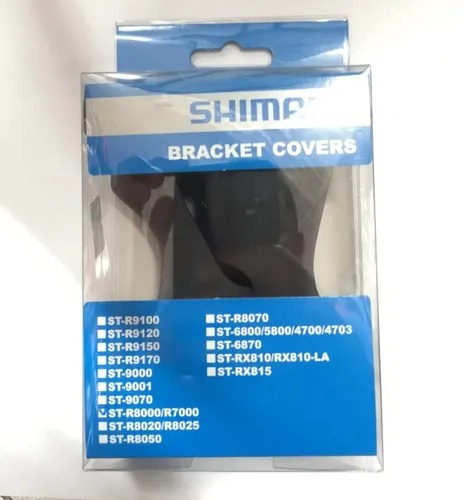 SHIMA
BRACKET COVERS
ST-R9100
ST-R9120
ST-R9150
ST-R9170
ST-9000
ST-9001
ST-9070
ST-R8000/R7000
ST-R8020/R8025
ST-R8050
ST-R8070
ST-6800/5800/4700/4703
ST-6870
ST-RX810/RX810-LA
ST-RX815